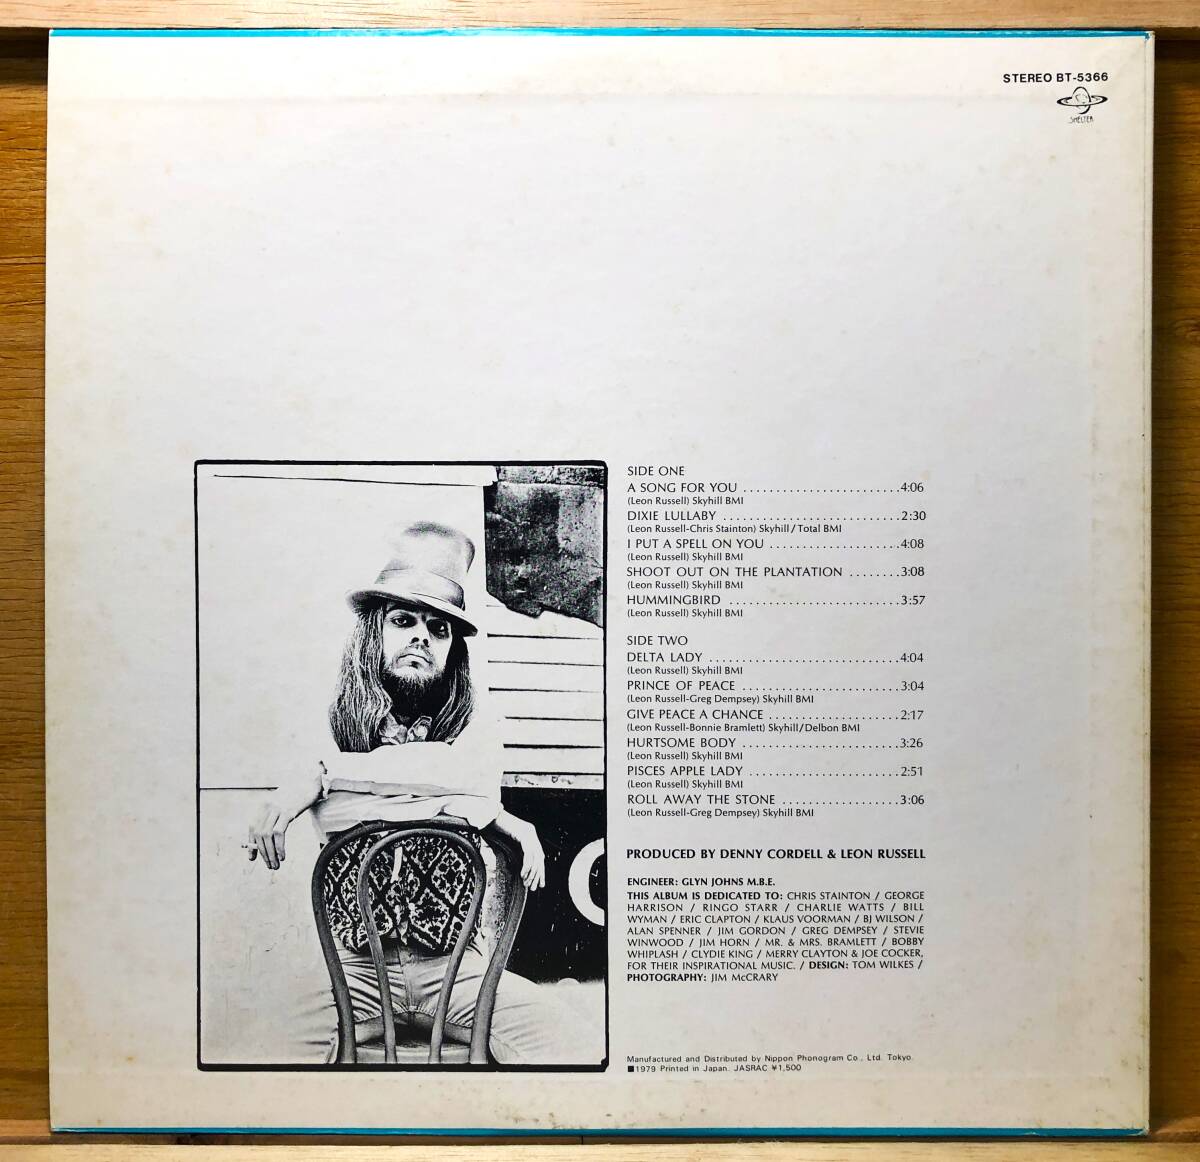 STEREO BT-5366
SHELTER
SIDE ONE
A SONG FOR YOU ........................4:06
(Leon Russell) Skyhill BMI
DIXIE LULLABY ...........................2:30
(Leon Russell-Chris Stainton) Skyhill/Total BMI
I PUT A SPELL ON YOU ....................4:08
(Leon Russell) Skyhill BMI
SHOOT OUT ON THE PLANTATION ........3:08
(Leon Russell) Skyhill BMI
HUMMINGBIRD ..........................3:57
(Leon Russell) Skyhill BMI
SIDE TWO
DELTA LADY .............................4:04
(Leon Russell) Skyhill BMI
PRINCE OF PEACE ........................3:04
(Leon Russell-Greg Dempsey) Skyhill BMI
GIVE PEACE A CHANCE ....................2:17
(Leon Russell-Bonnie Bramlett) Skyhill/Delbon BMI
HURTSOME BODY ........................3:26
(Leon Russell) Skyhill BMI
PISCES APPLE LADY .......................2:51
(Leon Russell) Skyhill BMI
ROLL AWAY THE STONE ..................3:06
(Leon Russell-Greg Dempsey) Skyhill BMI
PRODUCED BY DENNY CORDELL & LEON RUSSELL
ENGINEER: GLYN JOHNS M.B.E.
THIS ALBUM IS DEDICATED TO: CHRIS STAINTON / GEORGE
HARRISON / RINGO STARR / CHARLIE WATTS / BILL
WYMAN / ERIC CLAPTON / KLAUS VOORMAN / BJ WILSON /
ALAN SPENNER / JIM GORDON / GREG DEMPSEY / STEVIE
WINWOOD / JIM HORN / MR. & MRS. BRAMLETT / BOBBY
WHIPLASH / CLYDIE KING / MERRY CLAYTON & JOE COCKER,
FOR THEIR INSPIRATIONAL MUSIC. / DESIGN: TOM WILKES /
PHOTOGRAPHY: JIM McCRARY
Manufactured and Distributed by Nippon Phonogram Co., Ltd. Tokyo.
■1979 Printed in Japan. JASRAC ¥1,500